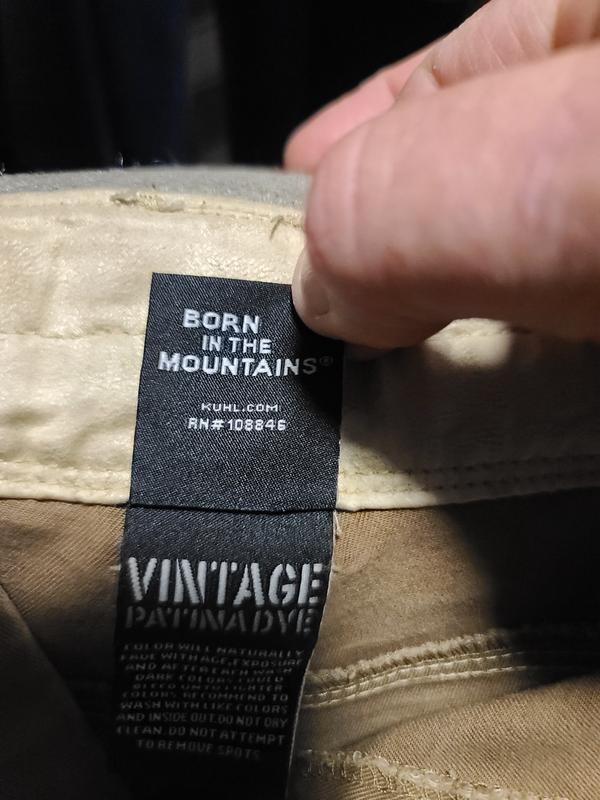 BORN
IN THE
MOUNTAINS®
KUHL.COM
RN#108846
VINTAGE
PATINA DYE
COLOR WILL NATURALLY
FADE WITH AGE, EXPOSURE
AND AFTER EACH WASH
DARK COLORS COULD
BLEED ONTO LIGHTER
COLORS RECOMMEND TO
WASH WITH LIKE COLORS
AND INSIDE OUT. DO NOT DRY
CLEAN. DO NOT ATTEMPT
TO REMOVE SPOTS